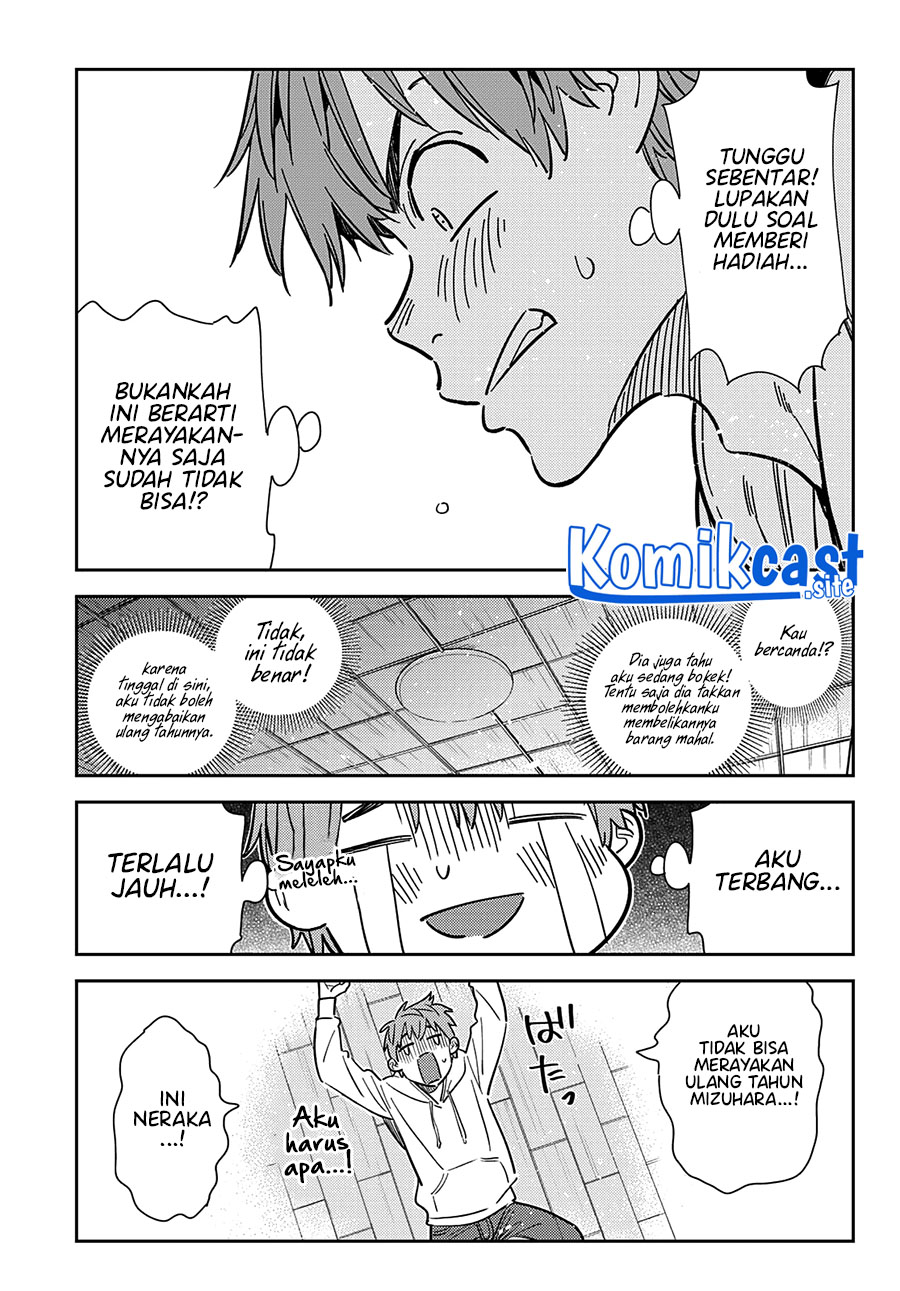 TUNGGU
SEBENTAR!
LUPAKAN
DULU SOAL
MEMBERI
HADIAH...
BUKANKAH
INI BERARTI
MERAYAKAN-
NYA SAJA
SUDAH TIDAK
BISA!?
Komikcast
.site
Kau
bercanda!?
Dia juga tahu
aku sedang bokek!
Tentu saja dia takkan
membolehkanku
membelikannya
barang mahal.
Tidak,
ini tidak
benar!
karena
tinggal di sini,
aku tidak boleh
mengabaikan
ulang tahunnya.
AKU
TERBANG...
Sayapku
meleleh...
TERLALU
JAUH...!
AKU
TIDAK BISA
MERAYAKAN
ULANG TAHUN
MIZUHARA...!
ばたっ
Aku
harus
apa...!
INI
NERAKA
...!